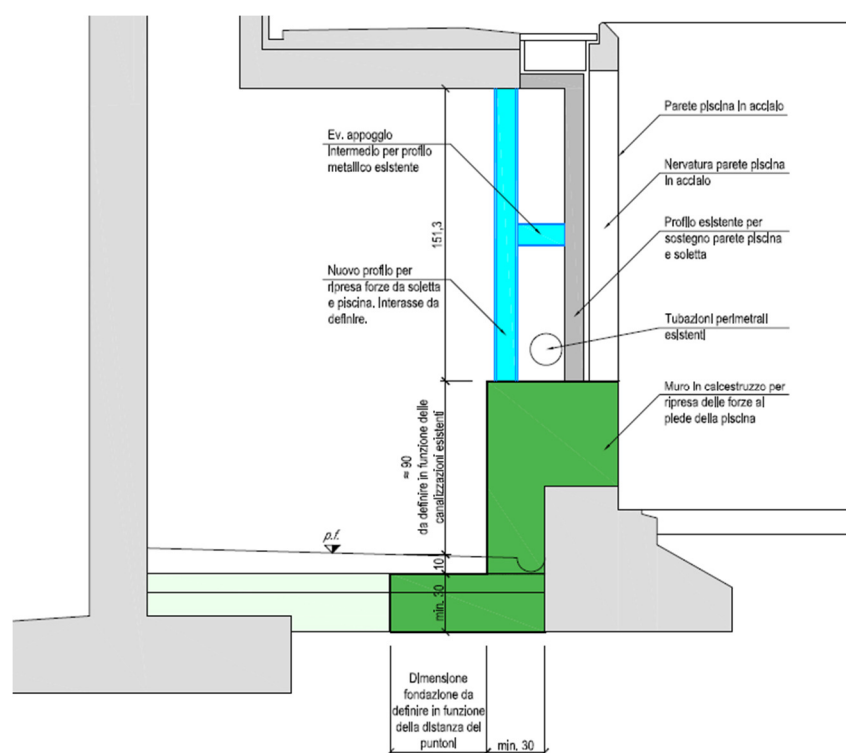 Parete piscina in acciaio
Ev. appoggio
intermedio per profilo
metallico esistente
Nervatura parete piscina
in acciaio
151,3
Profilo esistente per
sostegno parete piscina
e soletta
Nuovo profilo per
ripresa forze da soletta
e piscina. Interasse da
definire.
Tubazioni perimetrali
esistenti
Muro in calcestruzzo per
ripresa delle forze al
piede della piscina
≈ 90
da definire in funzione delle
canalizzazioni esistenti
p.f.
10
min. 30
Dimensione
fondazione da
definire in funzione
della distanza dei
puntoni
min. 30